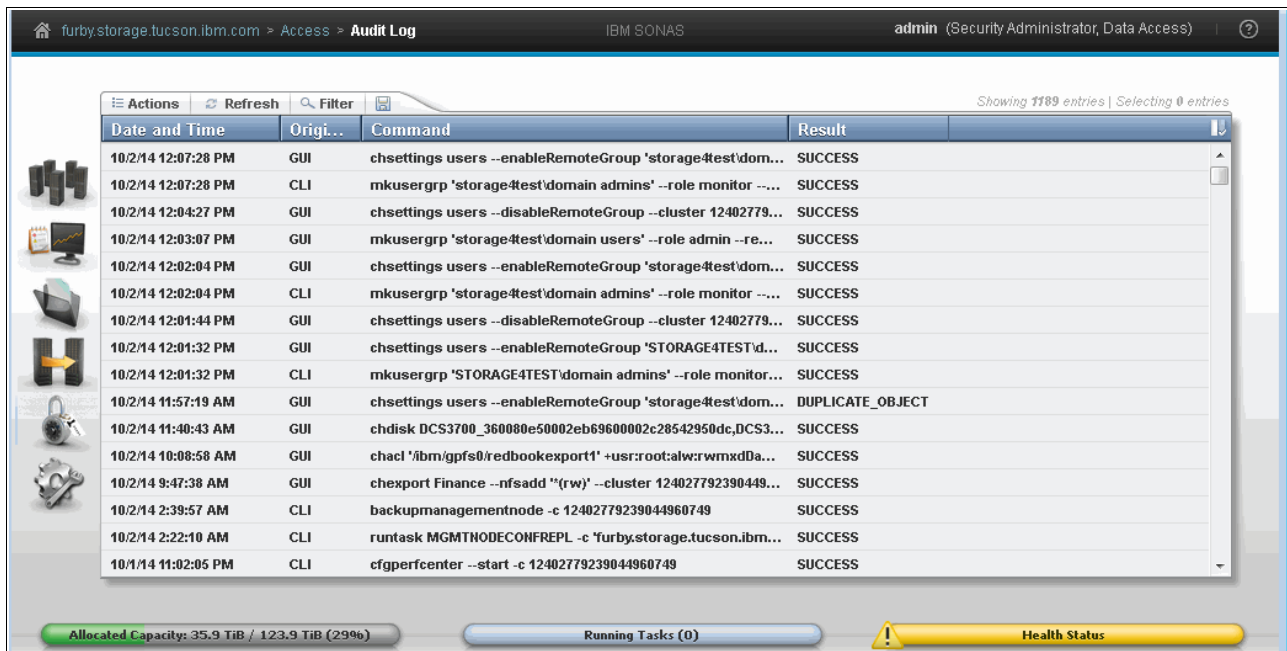 furby.storage.tucson.ibm.com > Access > Audit Log IBM SONAS admin (Security Administrator, Data Access)
Actions Refresh Filter Showing 1189 entries | Selecting 0 entries
Date and Time Origi... Command Result
10/2/14 12:07:28 PM GUI chsettings users --enableRemoteGroup 'storage4test\dom... SUCCESS
10/2/14 12:07:28 PM CLI mkusergrp 'storage4test\domain admins' --role monitor --... SUCCESS
10/2/14 12:04:27 PM GUI chsettings users --disableRemoteGroup --cluster 12402779... SUCCESS
10/2/14 12:03:07 PM GUI mkusergrp 'storage4test\domain users' --role admin --re... SUCCESS
10/2/14 12:02:04 PM GUI chsettings users --enableRemoteGroup 'storage4test\dom... SUCCESS
10/2/14 12:02:04 PM CLI mkusergrp 'storage4test\domain admins' --role monitor --... SUCCESS
10/2/14 12:01:44 PM GUI chsettings users --disableRemoteGroup --cluster 12402779... SUCCESS
10/2/14 12:01:32 PM GUI chsettings users --enableRemoteGroup 'STORAGE4TEST\d... SUCCESS
10/2/14 12:01:32 PM CLI mkusergrp 'STORAGE4TEST\domain admins' --role monitor... SUCCESS
10/2/14 11:57:19 AM GUI chsettings users --enableRemoteGroup 'storage4test\dom... DUPLICATE_OBJECT
10/2/14 11:40:43 AM GUI chdisk DCS3700_360080e50002eb69600002c28542950dc,DCS3... SUCCESS
10/2/14 10:08:58 AM GUI chacl '/ibm/gpfs0/redbookexport1' +usr:root:alw:rwmxdDa... SUCCESS
10/2/14 9:47:38 AM GUI chexport Finance --nfsadd '*(rw)' --cluster 124027792390449... SUCCESS
10/2/14 2:39:57 AM CLI backupmanagementnode -c 12402779239044960749 SUCCESS
10/2/14 2:22:10 AM CLI runtask MGMTNODECONFREPL -c 'furby.storage.tucson.ibm... SUCCESS
10/1/14 11:02:05 PM CLI cfgperfcenter --start -c 12402779239044960749 SUCCESS
Allocated Capacity: 35.9 TiB / 123.9 TiB (29%) Running Tasks (0) Health Status